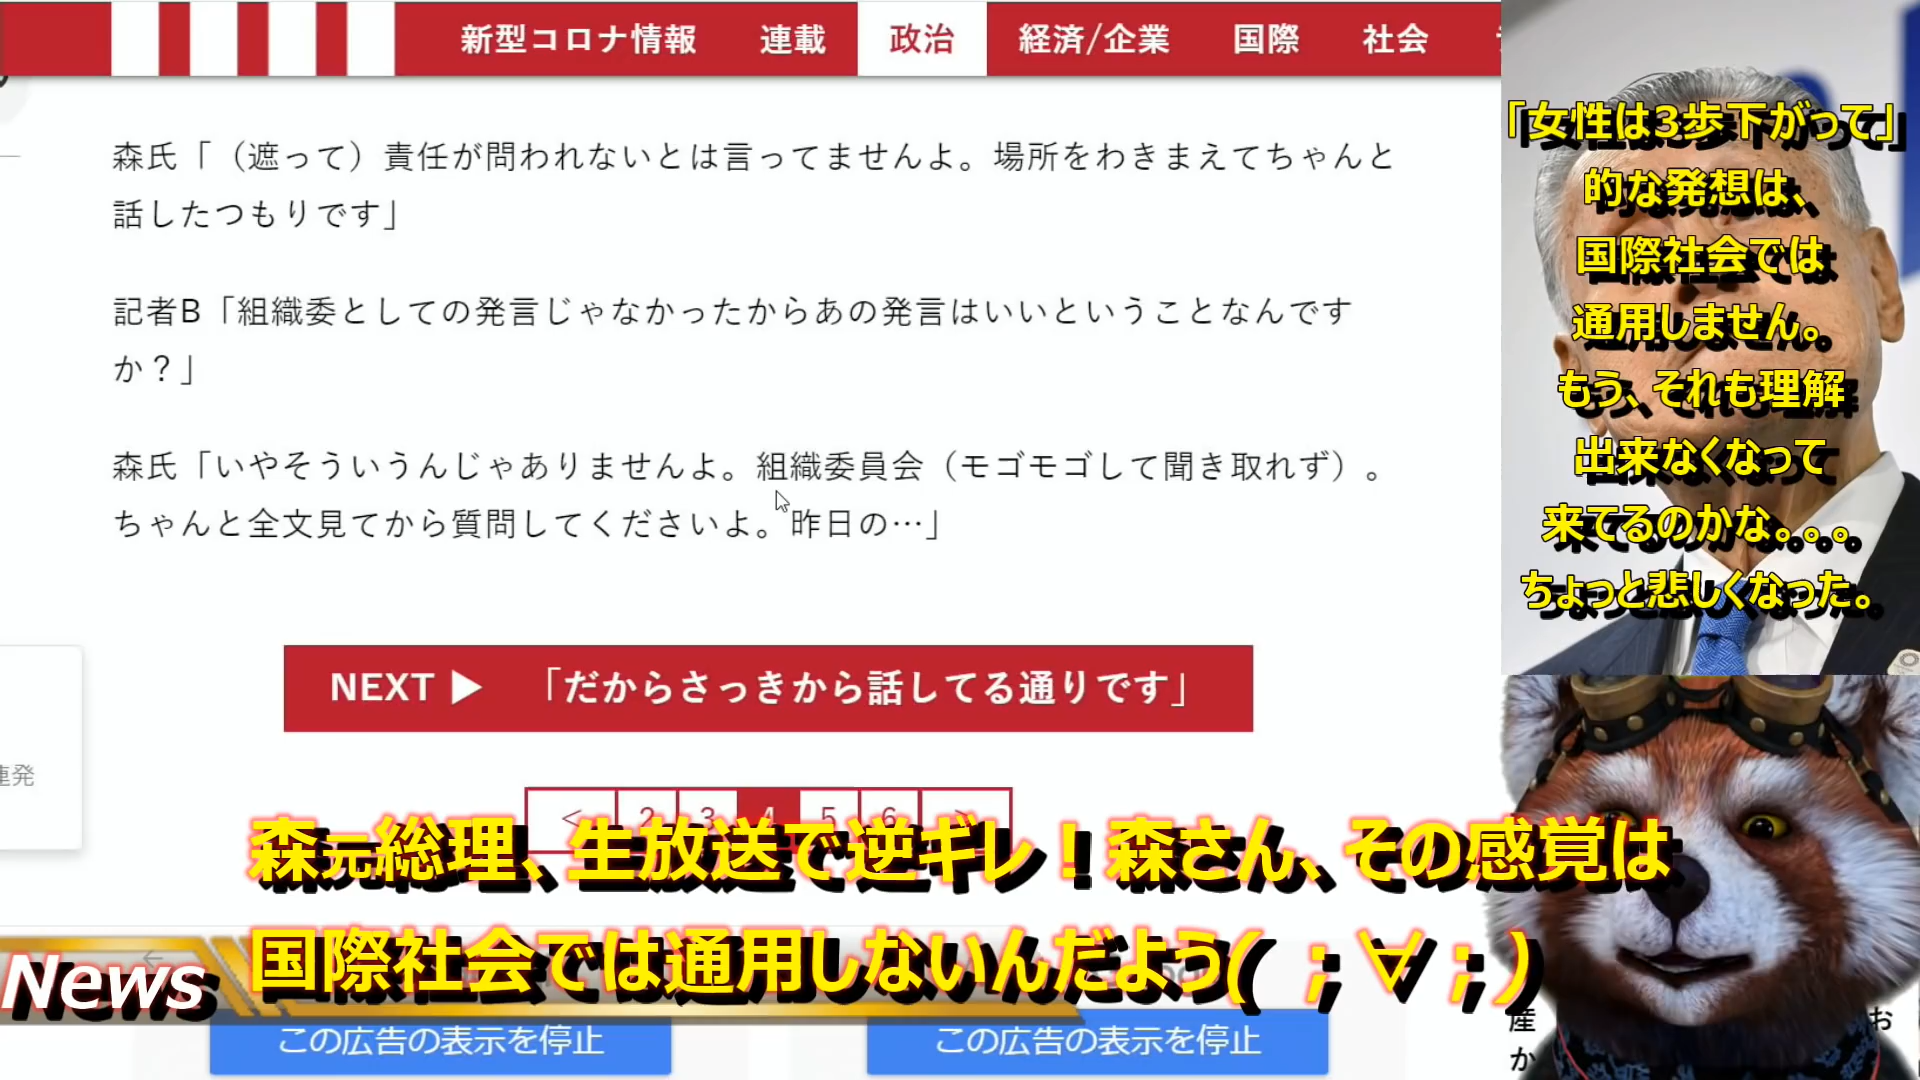 新型コロナ情報 連載 政治 経済/企業 国際 社会
森氏「（遮って）責任が問われないとは言ってませんよ。場所をわきまえてちゃんと
話したつもりです」
記者B「組織委としての発言じゃなかったからあの発言はいいということなんです
か？」
森氏「いやそういうんじゃありませんよ。組織委員会（モゴモゴして聞き取れず）。
ちゃんと全文見てから質問してくださいよ。昨日の…」
NEXT ▶ 「だからさっきから話してる通りです」
< 2 3 4 5 6 >
連発
「女性は3歩下がって」
的な発想は、
国際社会では
通用しません。
もう、それも理解
出来なくなって
来てるのかな。。。。
ちょっと悲しくなった。
森元総理、生放送で逆ギレ！森さん、その感覚は
国際社会では通用しないんだよう( ；∀；)
News
この広告の表示を停止
この広告の表示を停止
産
か
お